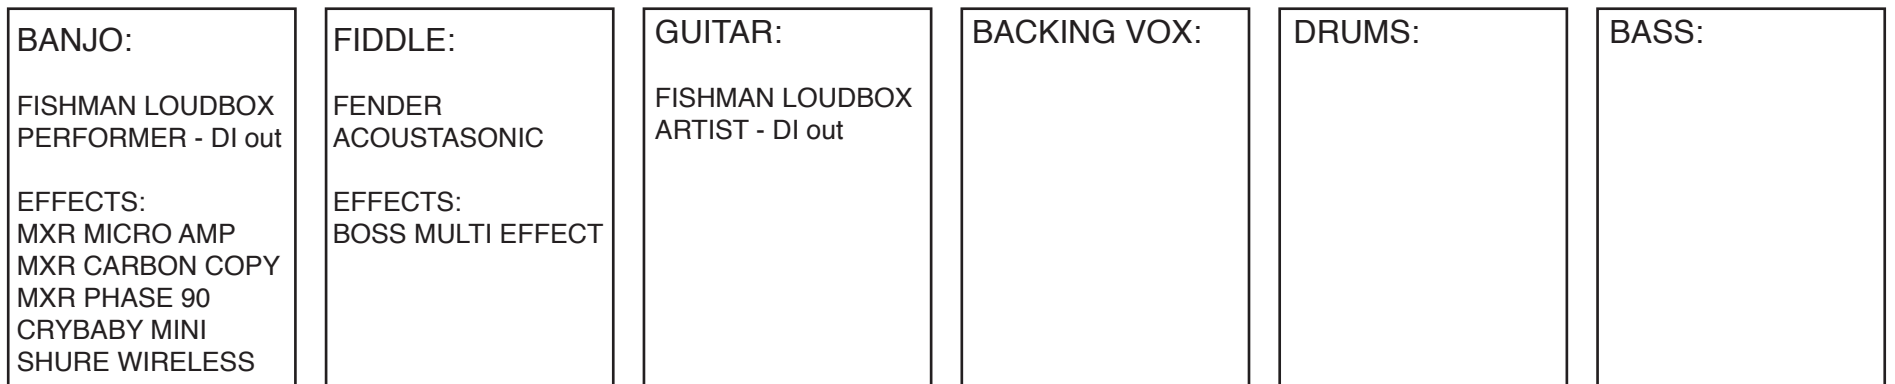 BANJO:
FISHMAN LOUDBOX
PERFORMER - DI out
EFFECTS:
MXR MICRO AMP
MXR CARBON COPY
MXR PHASE 90
CRYBABY MINI
SHURE WIRELESS
FIDDLE:
FENDER
ACOUSTASONIC
EFFECTS:
BOSS MULTI EFFECT
GUITAR:
FISHMAN LOUDBOX
ARTIST - DI out
BACKING VOX:
DRUMS:
BASS: